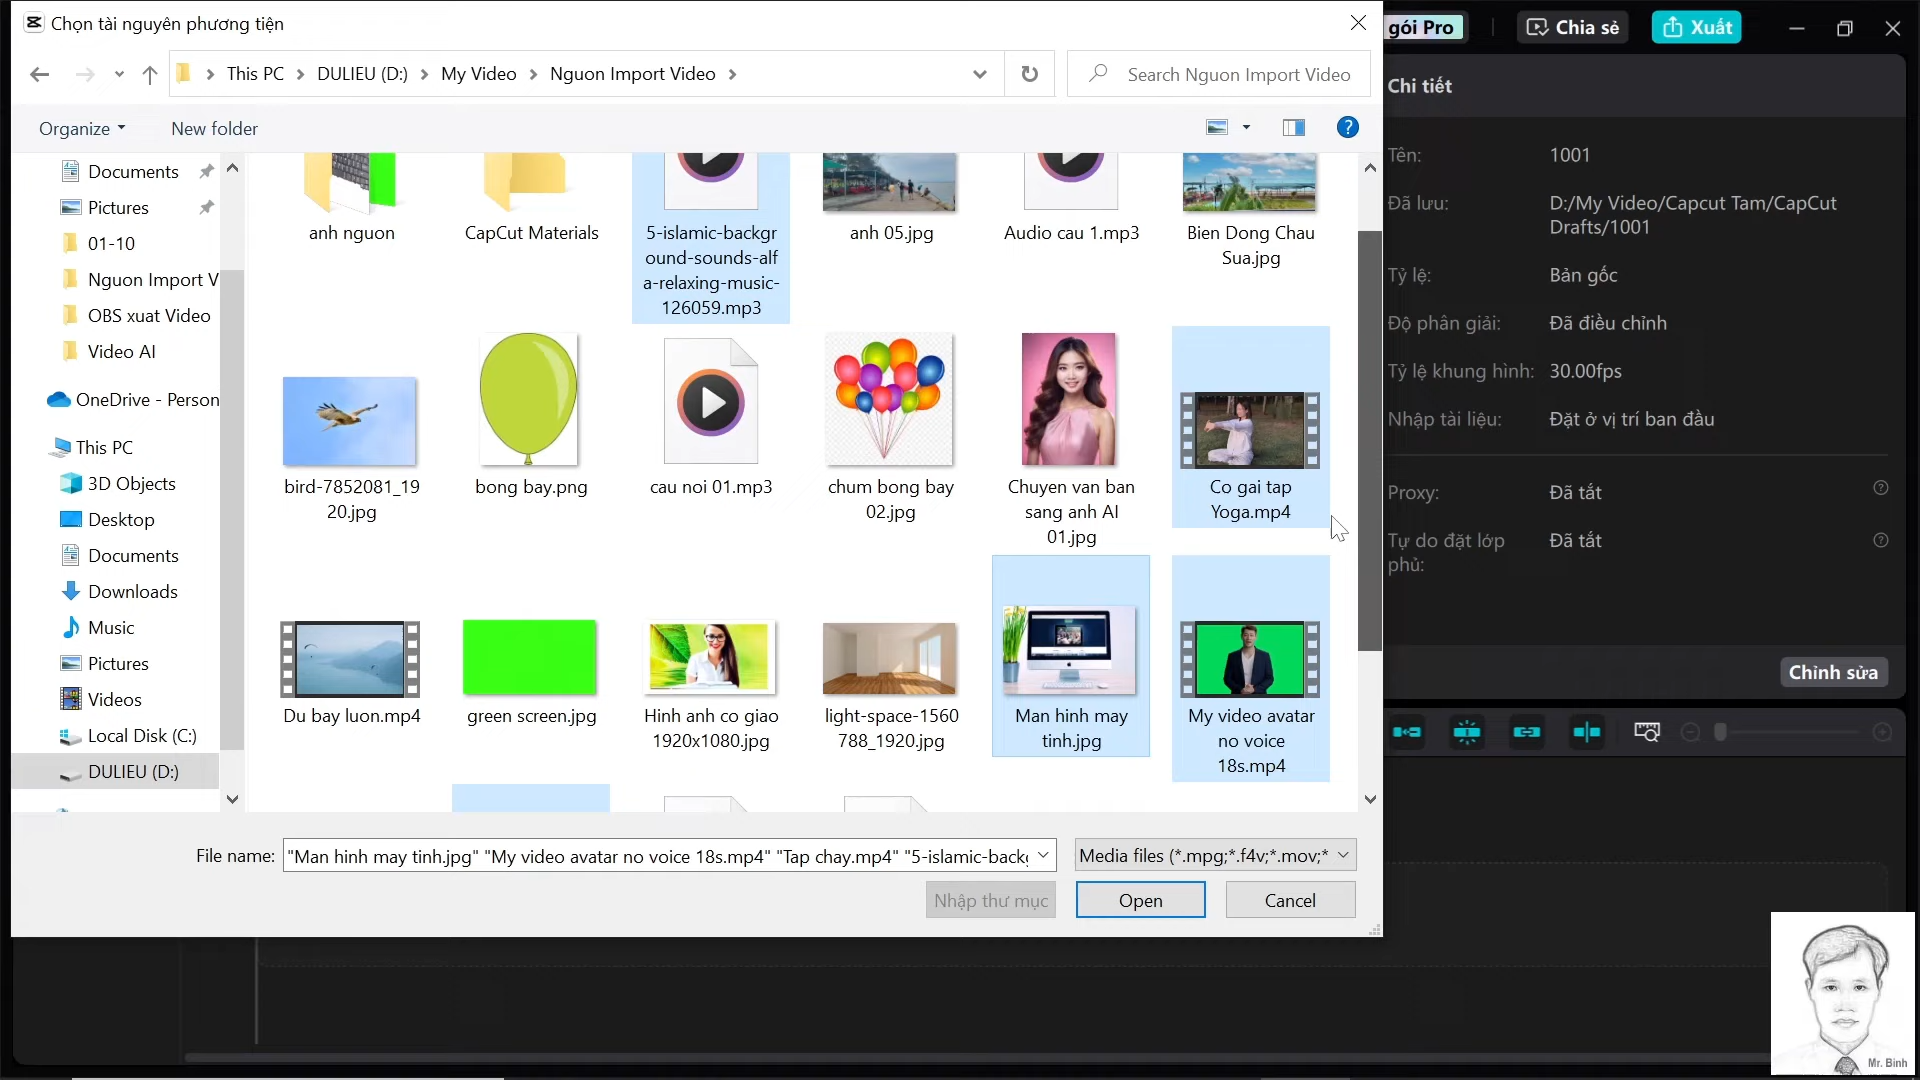 Chọn tài nguyên phương tiện
gói Pro
Chia sẻ
Xuất
This PC
DULIEU (D:)
My Video
Nguon Import Video
Search Nguon Import Video
Organize
New folder
Documents
Pictures
01-10
Nguon Import V
OBS xuat Video
Video AI
OneDrive - Person
This PC
3D Objects
Desktop
Documents
Downloads
Music
Pictures
Videos
Local Disk (C:)
DULIEU (D:)
anh nguon
CapCut Materials
5-islamic-backgr
ound-sounds-alf
a-relaxing-music-
126059.mp3
anh 05.jpg
Audio cau 1.mp3
Bien Dong Chau
Sua.jpg
bird-7852081_19
20.jpg
bong bay.png
cau noi 01.mp3
chum bong bay
02.jpg
Chuyen van ban
sang anh AI
01.jpg
Co gai tap
Yoga.mp4
Du bay luon.mp4
green screen.jpg
Hinh anh co giao
1920x1080.jpg
light-space-1560
788_1920.jpg
Man hinh may
tinh.jpg
My video avatar
no voice
18s.mp4
File name:
"Man hinh may tinh.jpg" "My video avatar no voice 18s.mp4" "Tap chay.mp4" "5-islamic-backg
Media files (*.mpg;*.f4v;*.mov;*
Nhập thư mục
Open
Cancel
Chi tiết
Tên:
1001
Đã lưu:
D:/My Video/Capcut Tam/CapCut
Drafts/1001
Tỷ lệ:
Bản gốc
Độ phân giải:
Đã điều chỉnh
Tỷ lệ khung hình:
30.00fps
Nhập tài liệu:
Đặt ở vị trí ban đầu
Proxy:
Đã tắt
Tự do đặt lớp
phủ:
Đã tắt
Chỉnh sửa
Mr. Binh